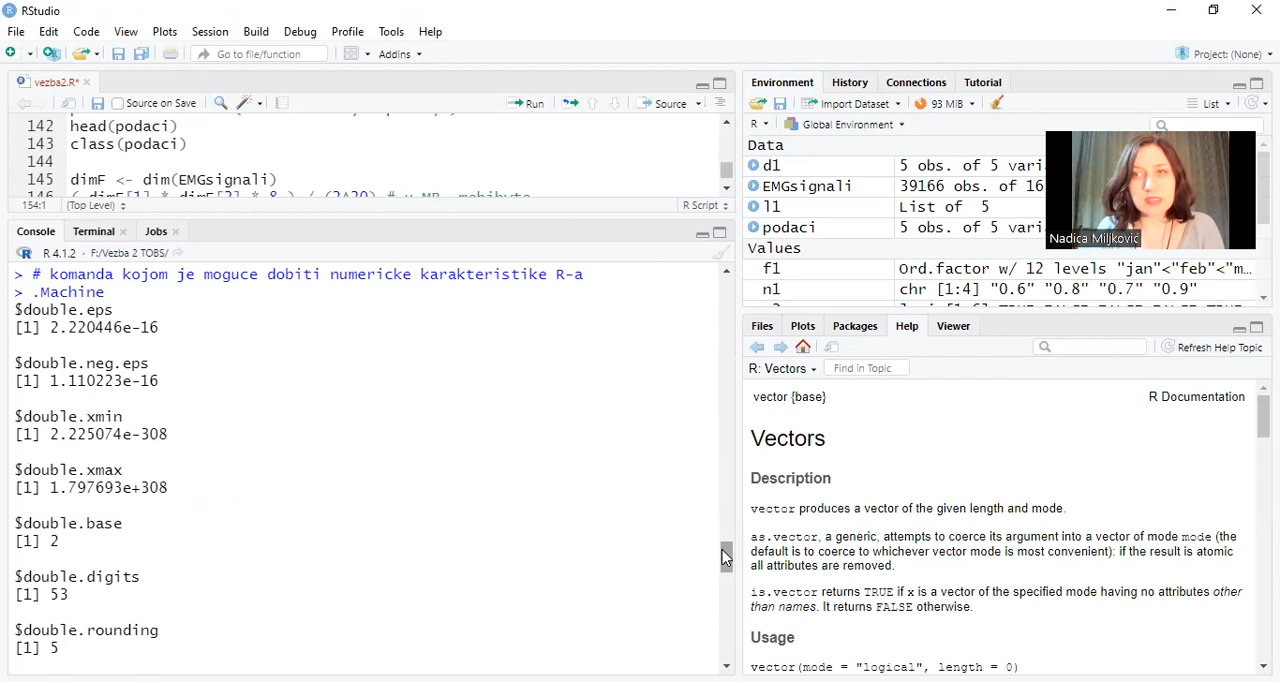 RStudio
File Edit Code View Plots Session Build Debug Profile Tools Help
Go to file/function Addins Project: (None)
vezba2.R*
Source on Save Run Source
142 head(podaci)
143 class(podaci)
144
145 dimF <- dim(EMGsignali)
154:1 (Top Level) R Script
Console Terminal Jobs
R 4.1.2 · F:/Vezba 2 TOBS/
> # komanda kojom je moguce dobiti numericke karakteristike R-a
> .Machine
$double.eps
[1] 2.220446e-16
$double.neg.eps
[1] 1.110223e-16
$double.xmin
[1] 2.225074e-308
$double.xmax
[1] 1.797693e+308
$double.base
[1] 2
$double.digits
[1] 53
$double.rounding
[1] 5
Environment History Connections Tutorial
Import Dataset 93 MiB List
R Global Environment
Data
d1 5 obs. of 5 vari
EMGsignali 39166 obs. of 16
l1 List of 5
podaci 5 obs. of 5 vari
Values
f1 Ord.factor w/ 12 levels "jan"<"feb"<"m…
n1 chr [1:4] "0.6" "0.8" "0.7" "0.9"
Nadica Miljković
Files Plots Packages Help Viewer
Refresh Help Topic
R: Vectors Find in Topic
vector {base} R Documentation
Vectors
Description
vector produces a vector of the given length and mode.
as.vector, a generic, attempts to coerce its argument into a vector of mode mode (the
default is to coerce to whichever vector mode is most convenient): if the result is atomic
all attributes are removed.
is.vector returns TRUE if x is a vector of the specified mode having no attributes other
than names. It returns FALSE otherwise.
Usage
vector(mode = "logical", length = 0)